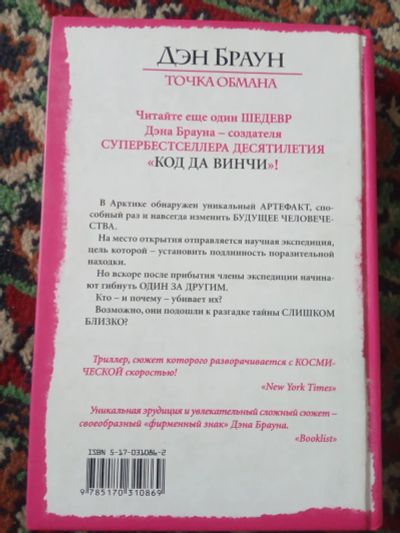 ДЭН БРАУН
ТОЧКА ОБМАНА
Читайте еще один ШЕДЕВР
Дэна Брауна – создателя
СУПЕРБЕСТСЕЛЛЕРА ДЕСЯТИЛЕТИЯ
«КОД ДА ВИНЧИ»!
В Арктике обнаружен уникальный АРТЕФАКТ, спо-
собный раз и навсегда изменить БУДУЩЕЕ ЧЕЛОВЕЧЕ-
СТВА.
На место открытия отправляется научная экспедиция,
цель которой – установить подлинность поразительной
находки.
Но вскоре после прибытия члены экспедиции начина-
ют гибнуть ОДИН ЗА ДРУГИМ.
Кто – и почему – убивает их?
Возможно, они подошли к разгадке тайны СЛИШКОМ
БЛИЗКО?
Триллер, сюжет которого разворачивается с КОСМИ-
ЧЕСКОЙ скоростью!
«New York Times»
Уникальная эрудиция и увлекательный сложный сюжет –
своеобразный «фирменный знак» Дэна Брауна.
«Booklist»
ISBN 5-17-031086-2
9 785170 310869